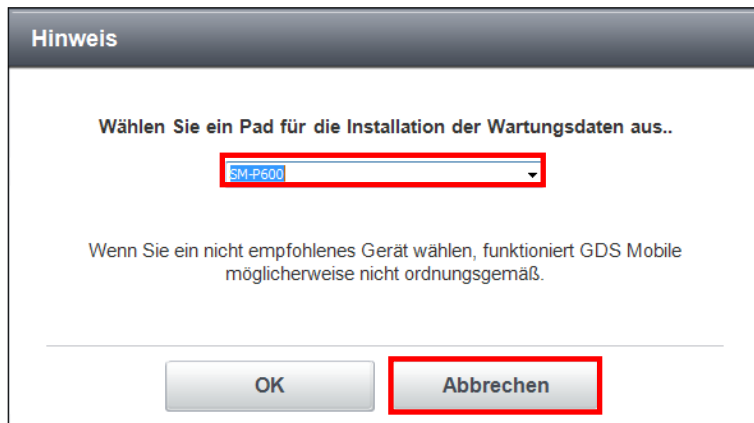 Hinweis
Wählen Sie ein Pad für die Installation der Wartungsdaten aus..
SM-P600
Wenn Sie ein nicht empfohlenes Gerät wählen, funktioniert GDS Mobile
möglicherweise nicht ordnungsgemäß.
OK
Abbrechen